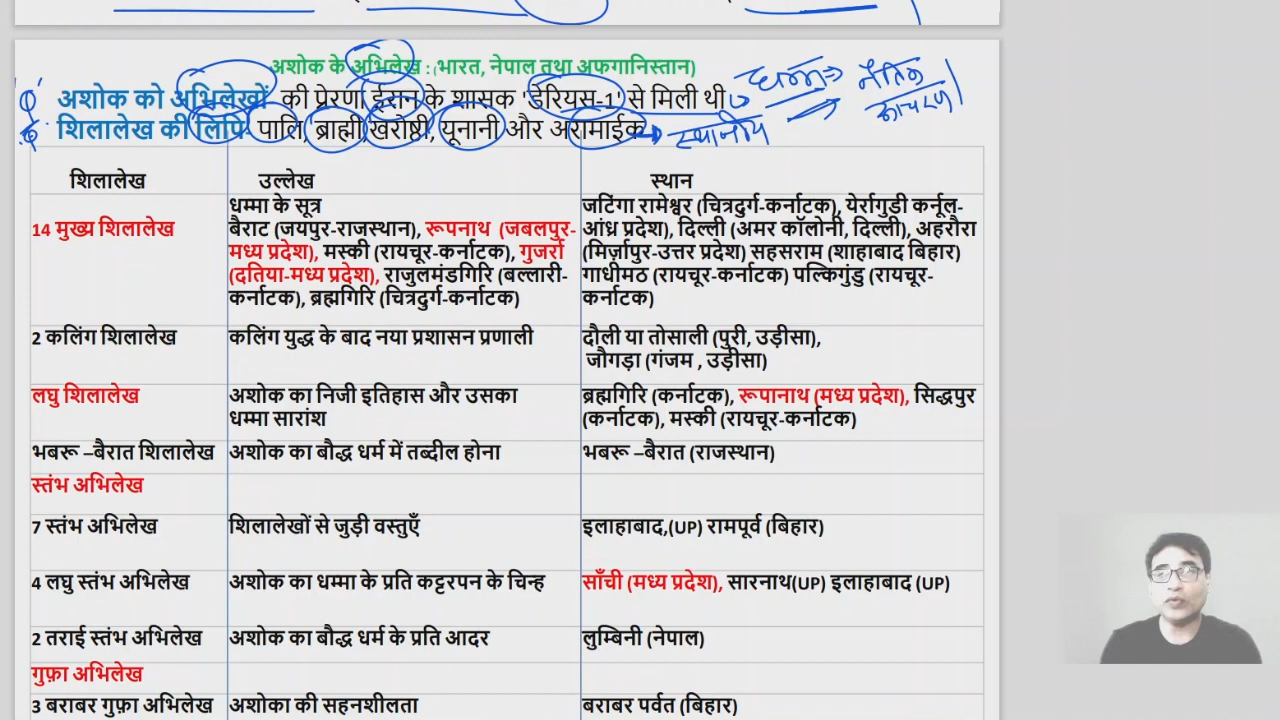 अशोक के अभिलेख : (भारत, नेपाल तथा अफगानिस्तान)
अशोक को अभिलेखों की प्रेरणा ईरान के शासक 'डेरियस-1' से मिली थी
धम्म ⇒ नैतिक
आचरण
शिलालेख की लिपि पालि, ब्राह्मी खरोष्ठी, यूनानी और अरामाईक
स्थानीय
शिलालेख उल्लेख स्थान
14 मुख्य शिलालेख
धम्मा के सूत्र
बैराट (जयपुर-राजस्थान), रूपनाथ (जबलपुर-
मध्य प्रदेश), मस्की (रायचूर-कर्नाटक), गुजर्रा
(दतिया-मध्य प्रदेश), राजुलमंडगिरि (बल्लारी-
कर्नाटक), ब्रह्मगिरि (चित्रदुर्ग-कर्नाटक)
जटिंगा रामेश्वर (चित्रदुर्ग-कर्नाटक), येर्रागुडी कर्नूल-
आंध्र प्रदेश), दिल्ली (अमर कॉलोनी, दिल्ली), अहरौरा
(मिर्ज़ापुर-उत्तर प्रदेश) सहसराम (शाहाबाद बिहार)
गाधीमठ (रायचूर-कर्नाटक) पल्किगुंडु (रायचूर-
कर्नाटक)
2 कलिंग शिलालेख
कलिंग युद्ध के बाद नया प्रशासन प्रणाली
दौली या तोसाली (पुरी, उड़ीसा),
जौगड़ा (गंजम , उड़ीसा)
लघु शिलालेख
अशोक का निजी इतिहास और उसका
धम्मा सारांश
ब्रह्मगिरि (कर्नाटक), रूपानाथ (मध्य प्रदेश), सिद्धपुर
(कर्नाटक), मस्की (रायचूर-कर्नाटक)
भबरू –बैरात शिलालेख अशोक का बौद्ध धर्म में तब्दील होना भबरू –बैरात (राजस्थान)
स्तंभ अभिलेख
7 स्तंभ अभिलेख शिलालेखों से जुड़ी वस्तुएँ इलाहाबाद,(UP) रामपूर्व (बिहार)
4 लघु स्तंभ अभिलेख अशोक का धम्मा के प्रति कट्टरपन के चिन्ह साँची (मध्य प्रदेश), सारनाथ(UP) इलाहाबाद (UP)
2 तराई स्तंभ अभिलेख अशोक का बौद्ध धर्म के प्रति आदर लुम्बिनी (नेपाल)
गुफ़ा अभिलेख
3 बराबर गुफ़ा अभिलेख अशोका की सहनशीलता बराबर पर्वत (बिहार)